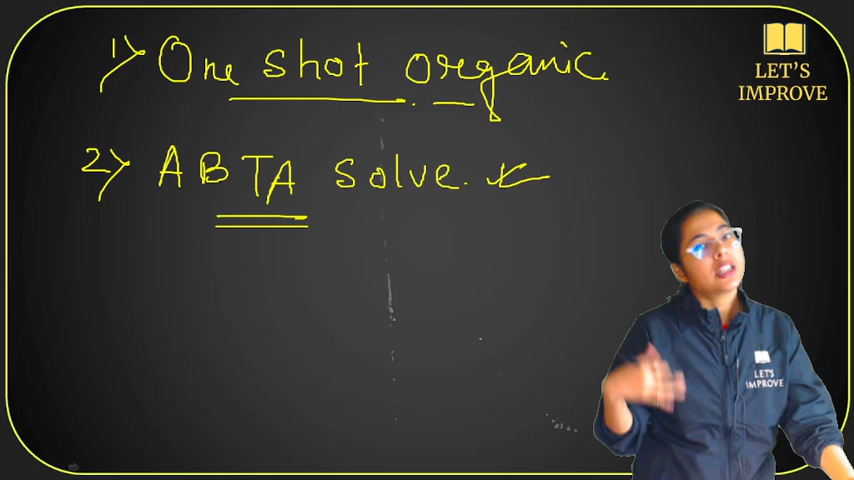 1) One shot organic
LET'S
IMPROVE
2) ABTA solve.
LET'S
IMPROVE